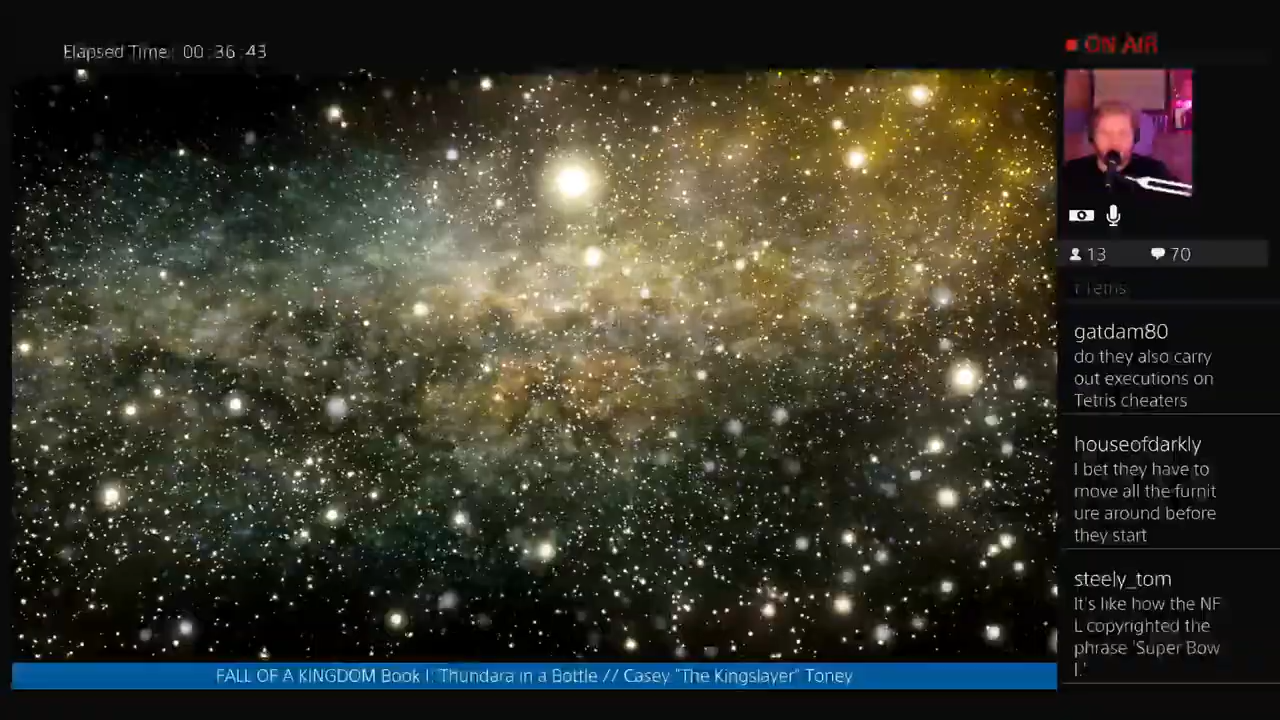 Elapsed Time: 00:36:43
ON AIR
13 70
gatdam80
do they also carry
out executions on
Tetris cheaters
houseofdarkly
I bet they have to
move all the furnit
ure around before
they start
steely_tom
It's like how the NF
L copyrighted the
phrase 'Super Bow
l.'
FALL OF A KINGDOM Book I: Thundara in a Bottle // Casey "The Kingslayer" Toney